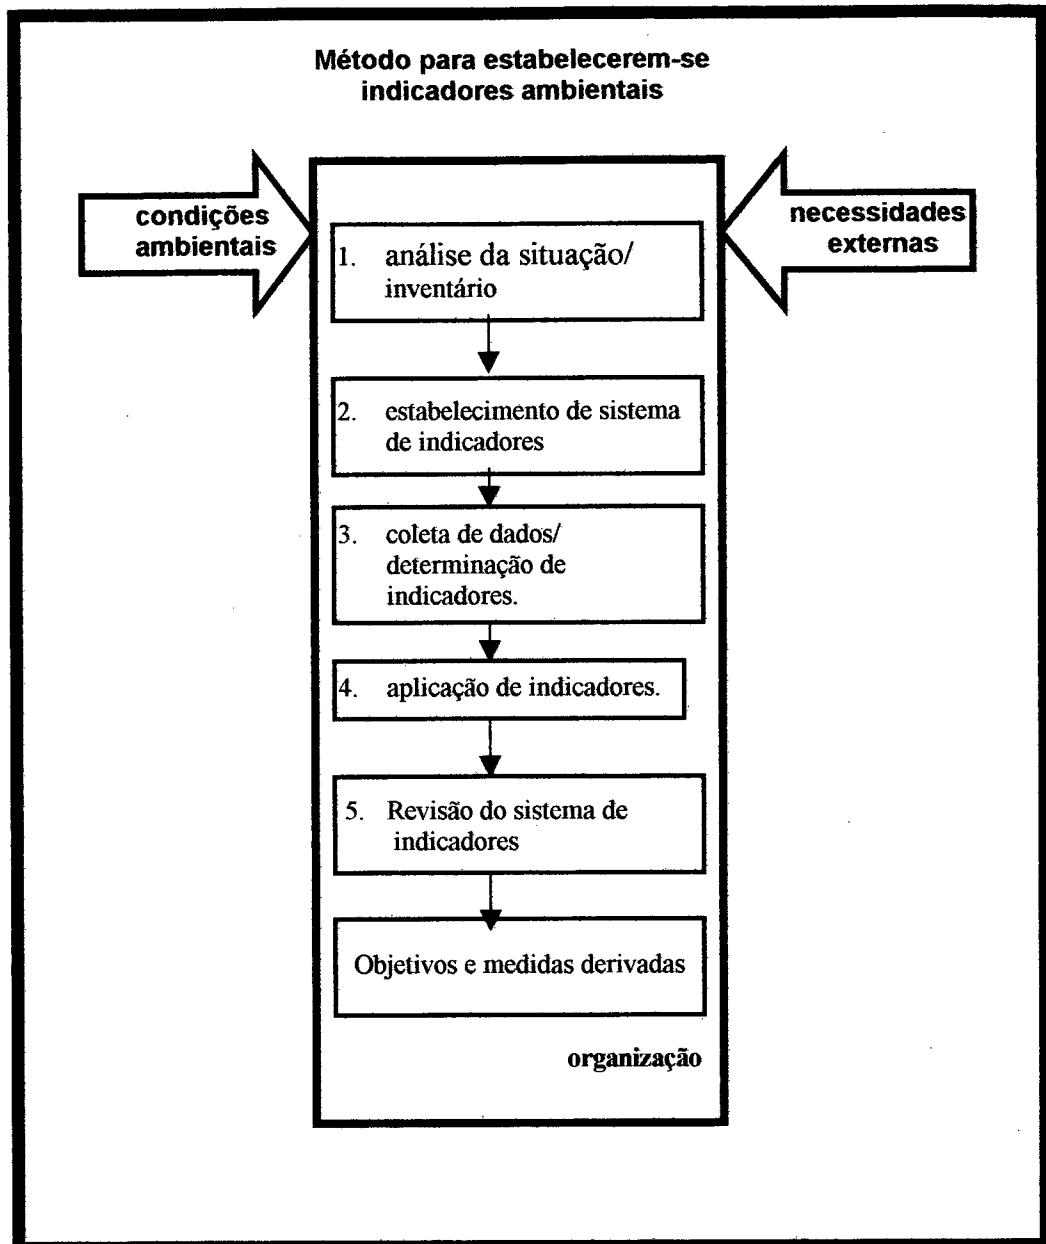 Método para estabelecerem-se
indicadores ambientais
condições
ambientais
necessidades
externas
1. análise da situação/
inventário
2. estabelecimento de sistema
de indicadores
3. coleta de dados/
determinação de
indicadores.
4. aplicação de indicadores.
5. Revisão do sistema de
indicadores
Objetivos e medidas derivadas
organização